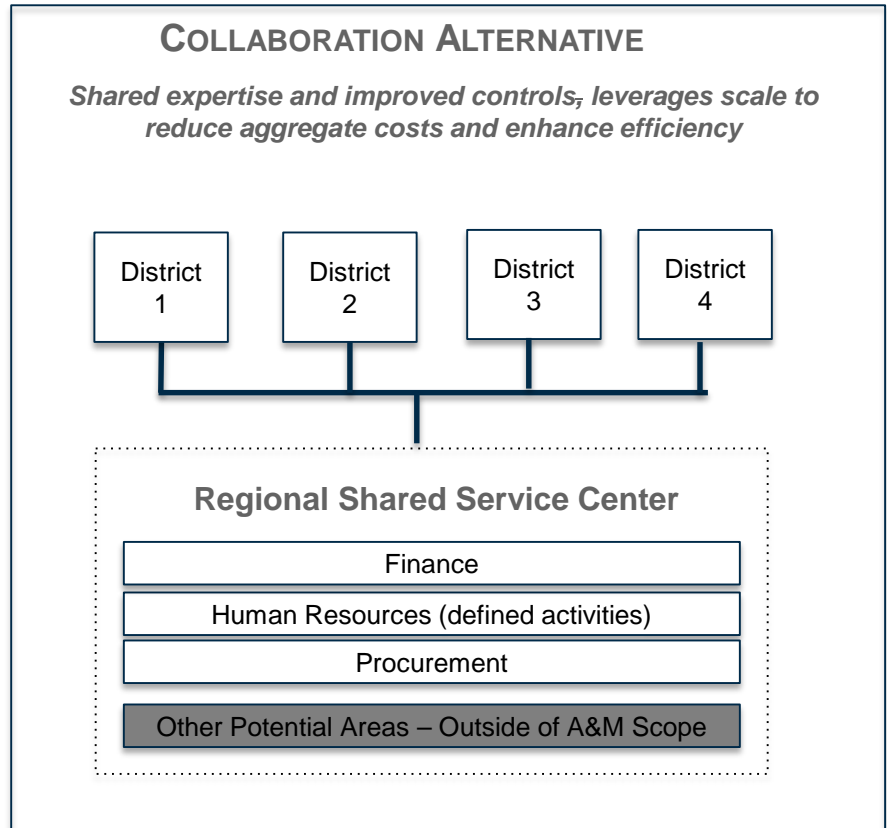 COLLABORATION ALTERNATIVE
Shared expertise and improved controls, leverages scale to
reduce aggregate costs and enhance efficiency
District
1
District
2
District
3
District
4
Regional Shared Service Center
Finance
Human Resources (defined activities)
Procurement
Other Potential Areas – Outside of A&M Scope